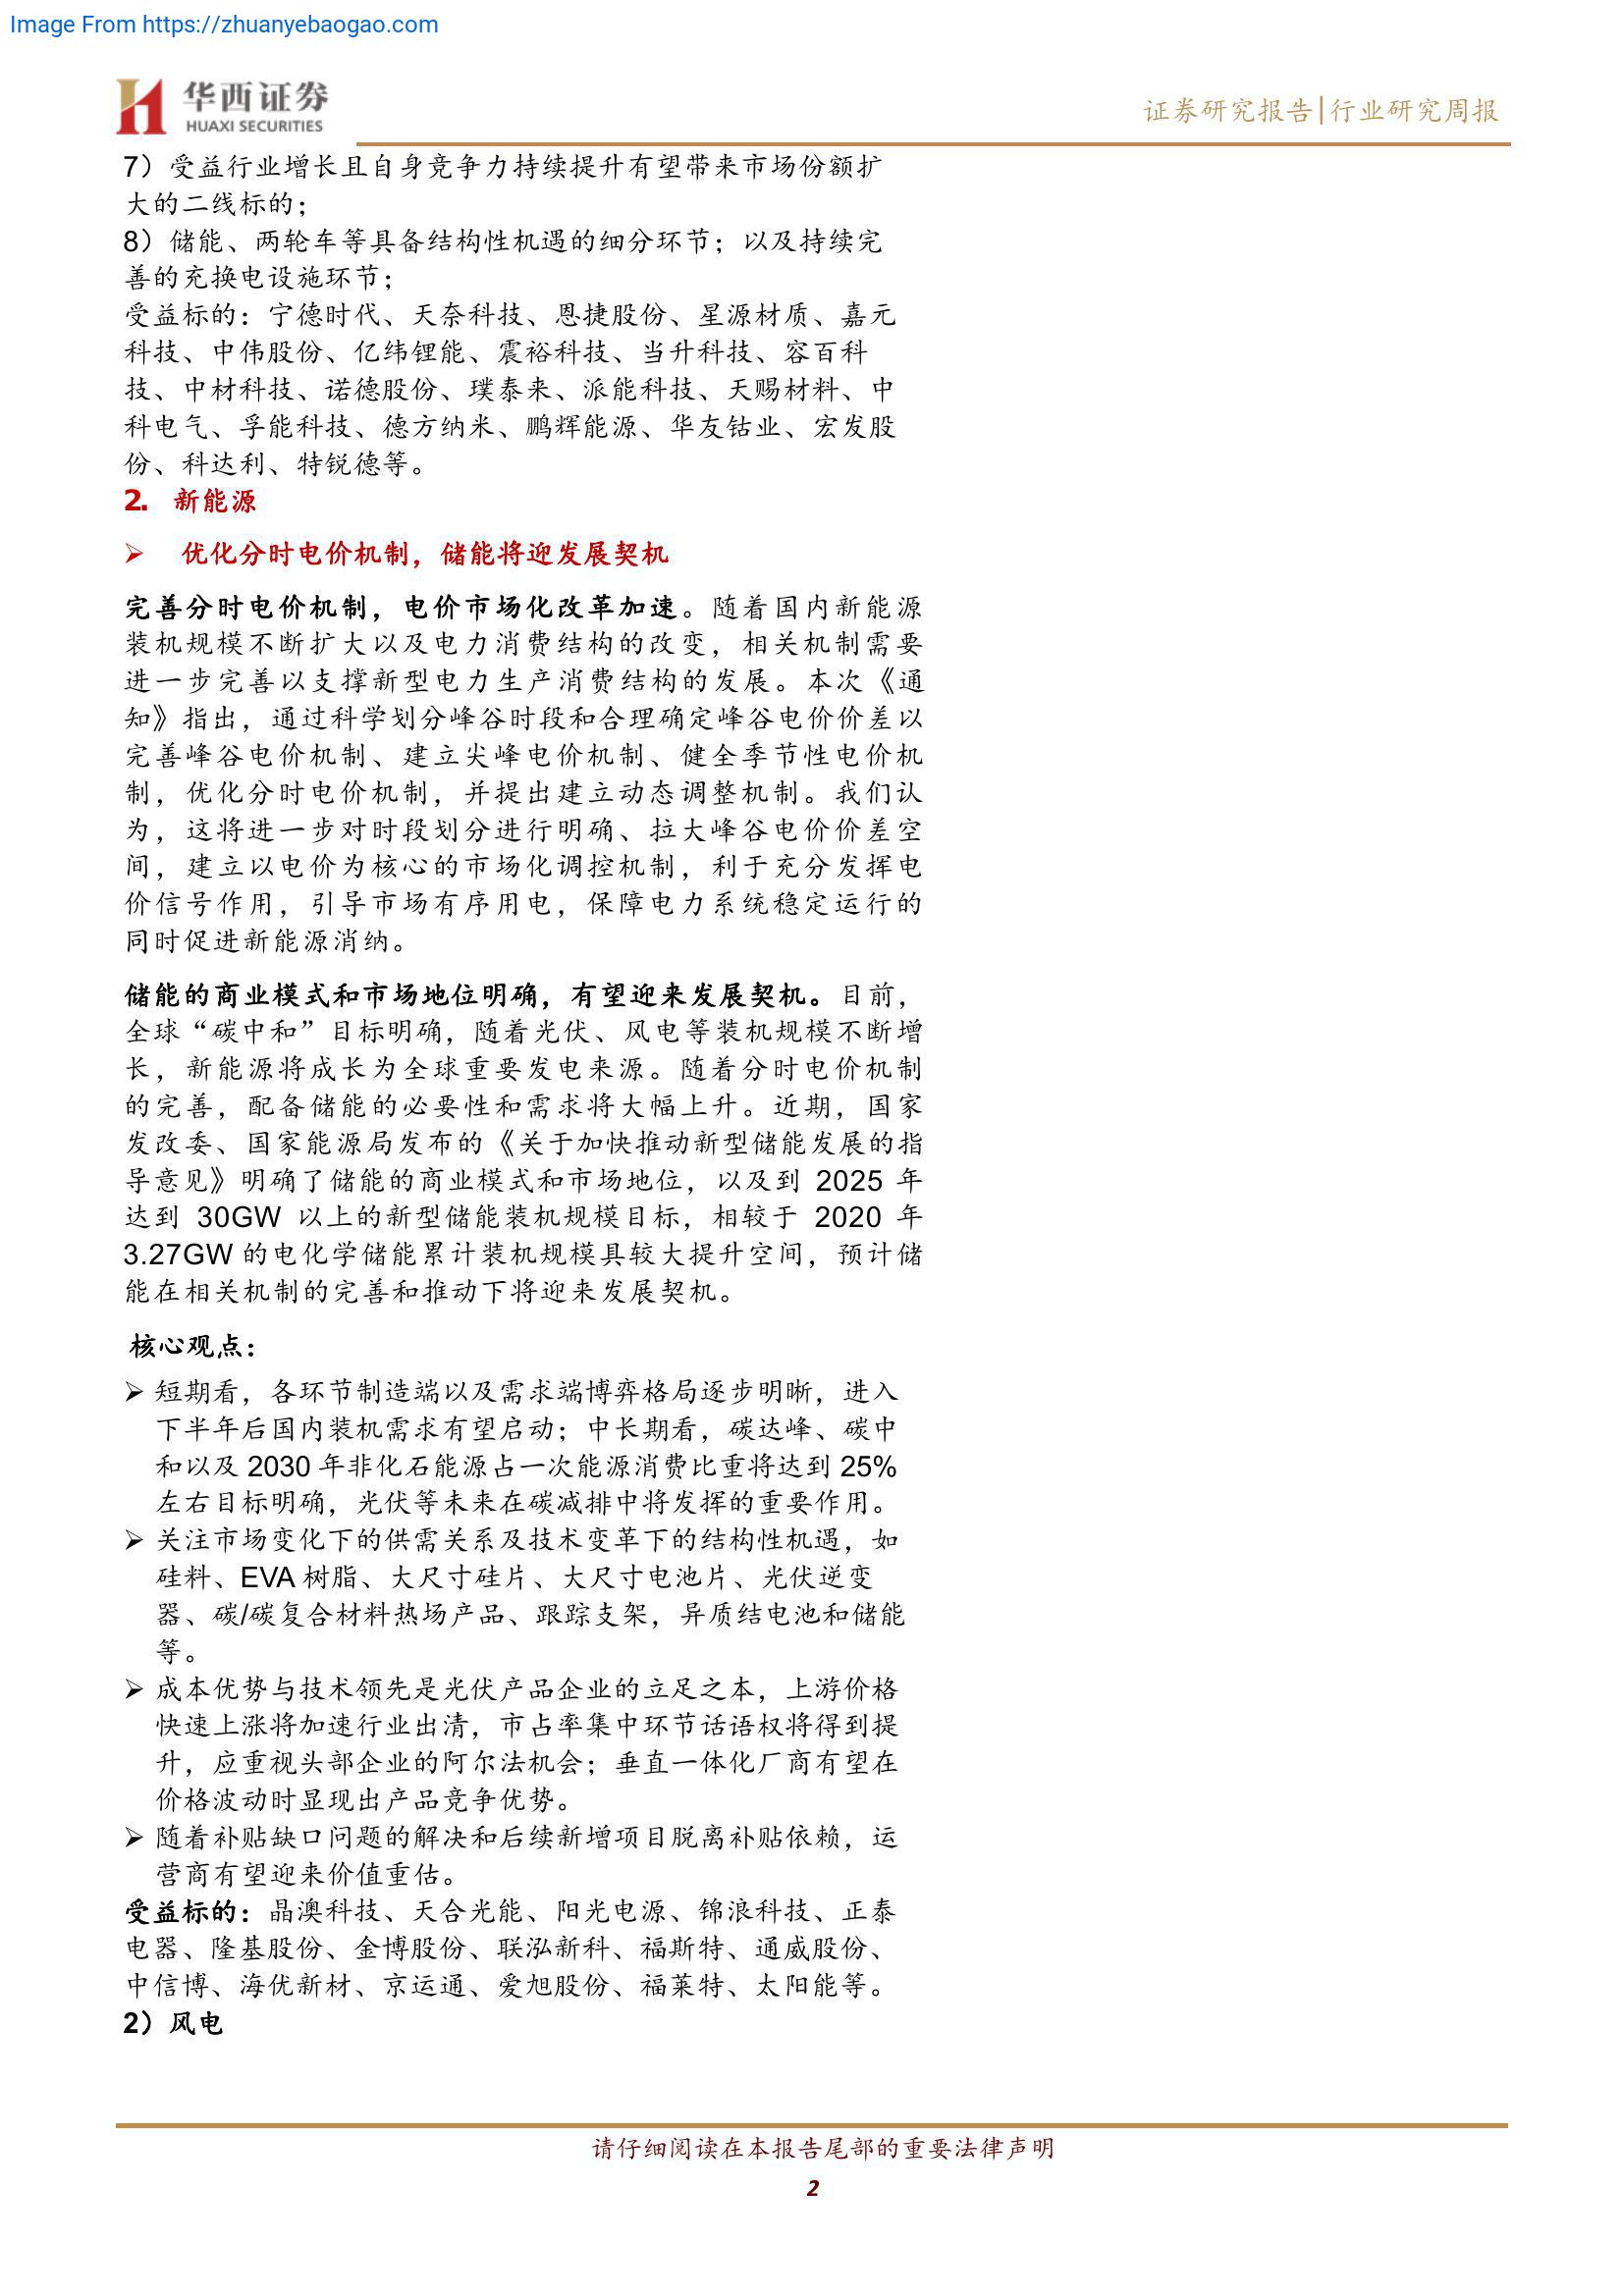 Image From https://zhuanyebaogao.com
华西证券
HUAXI SECURITIES
证券研究报告|行业研究周报
7）受益行业增长且自身竞争力持续提升有望带来市场份额扩
大的二线标的；
8）储能、两轮车等具备结构性机遇的细分环节；以及持续完
善的充换电设施环节；
受益标的：宁德时代、天奈科技、恩捷股份、星源材质、嘉元
科技、中伟股份、亿纬锂能、震裕科技、当升科技、容百科
技、中材科技、诺德股份、璞泰来、派能科技、天赐材料、中
科电气、孚能科技、德方纳米、鹏辉能源、华友钴业、宏发股
份、科达利、特锐德等。
2. 新能源
➢ 优化分时电价机制，储能将迎发展契机
完善分时电价机制，电价市场化改革加速。随着国内新能源
装机规模不断扩大以及电力消费结构的改变，相关机制需要
进一步完善以支撑新型电力生产消费结构的发展。本次《通
知》指出，通过科学划分峰谷时段和合理确定峰谷电价价差以
完善峰谷电价机制、建立尖峰电价机制、健全季节性电价机
制，优化分时电价机制，并提出建立动态调整机制。我们认
为，这将进一步对时段划分进行明确、拉大峰谷电价价差空
间，建立以电价为核心的市场化调控机制，利于充分发挥电
价信号作用，引导市场有序用电，保障电力系统稳定运行的
同时促进新能源消纳。
储能的商业模式和市场地位明确，有望迎来发展契机。目前，
全球“碳中和”目标明确，随着光伏、风电等装机规模不断增
长，新能源将成长为全球重要发电来源。随着分时电价机制
的完善，配备储能的必要性和需求将大幅上升。近期，国家
发改委、国家能源局发布的《关于加快推动新型储能发展的指
导意见》明确了储能的商业模式和市场地位，以及到 2025 年
达到 30GW 以上的新型储能装机规模目标，相较于 2020 年
3.27GW 的电化学储能累计装机规模具较大提升空间，预计储
能在相关机制的完善和推动下将迎来发展契机。
核心观点：
➢ 短期看，各环节制造端以及需求端博弈格局逐步明晰，进入
下半年后国内装机需求有望启动；中长期看，碳达峰、碳中
和以及 2030 年非化石能源占一次能源消费比重将达到 25%
左右目标明确，光伏等未来在碳减排中将发挥的重要作用。
➢ 关注市场变化下的供需关系及技术变革下的结构性机遇，如
硅料、EVA 树脂、大尺寸硅片、大尺寸电池片、光伏逆变
器、碳/碳复合材料热场产品、跟踪支架，异质结电池和储能
等。
➢ 成本优势与技术领先是光伏产品企业的立足之本，上游价格
快速上涨将加速行业出清，市占率集中环节话语权将得到提
升，应重视头部企业的阿尔法机会；垂直一体化厂商有望在
价格波动时显现出产品竞争优势。
➢ 随着补贴缺口问题的解决和后续新增项目脱离补贴依赖，运
营商有望迎来价值重估。
受益标的：晶澳科技、天合光能、阳光电源、锦浪科技、正泰
电器、隆基股份、金博股份、联泓新科、福斯特、通威股份、
中信博、海优新材、京运通、爱旭股份、福莱特、太阳能等。
2）风电
请仔细阅读在本报告尾部的重要法律声明
2